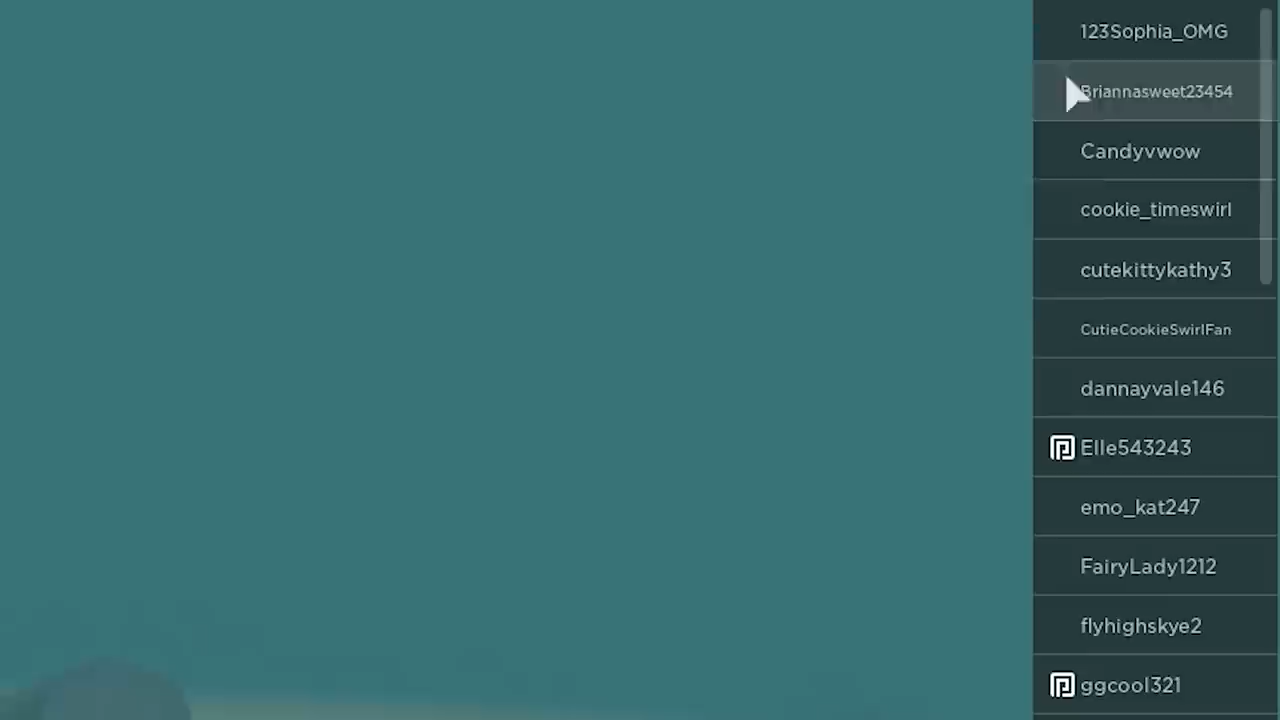 123Sophia_OMG
Briannasweet23454
Candyvwow
cookie_timeswirl
cutekittykathy3
CutieCookieSwirlFan
dannayvale146
Elle543243
emo_kat247
FairyLady1212
flyhighskye2
ggcool321